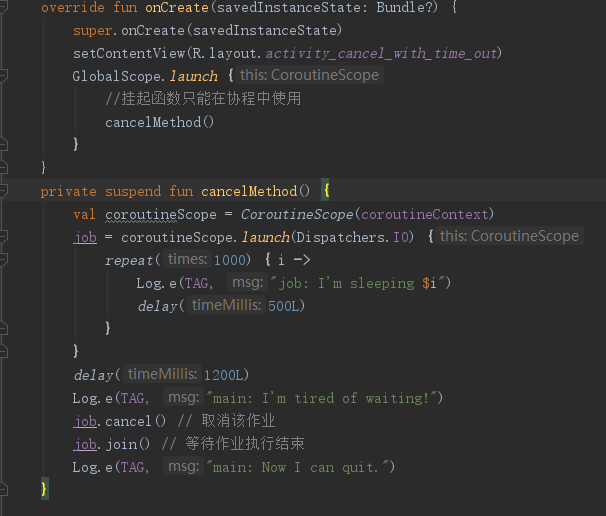 override fun onCreate(savedInstanceState: Bundle?) {
super.onCreate(savedInstanceState)
setContentView(R.layout.activity_cancel_with_time_out)
GlobalScope.launch { this: CoroutineScope
//挂起函数只能在协程中使用
cancelMethod()
}
}
private suspend fun cancelMethod() {
val coroutineScope = CoroutineScope(coroutineContext)
job = coroutineScope.launch(Dispatchers.IO) { this: CoroutineScope
repeat( times: 1000) { i ->
Log.e(TAG, msg: "job: I'm sleeping $i")
delay( timeMillis: 500L)
}
}
delay( timeMillis: 1200L)
Log.e(TAG, msg: "main: I'm tired of waiting!")
job.cancel() // 取消该作业
job.join() // 等待作业执行结束
Log.e(TAG, msg: "main: Now I can quit.")
}